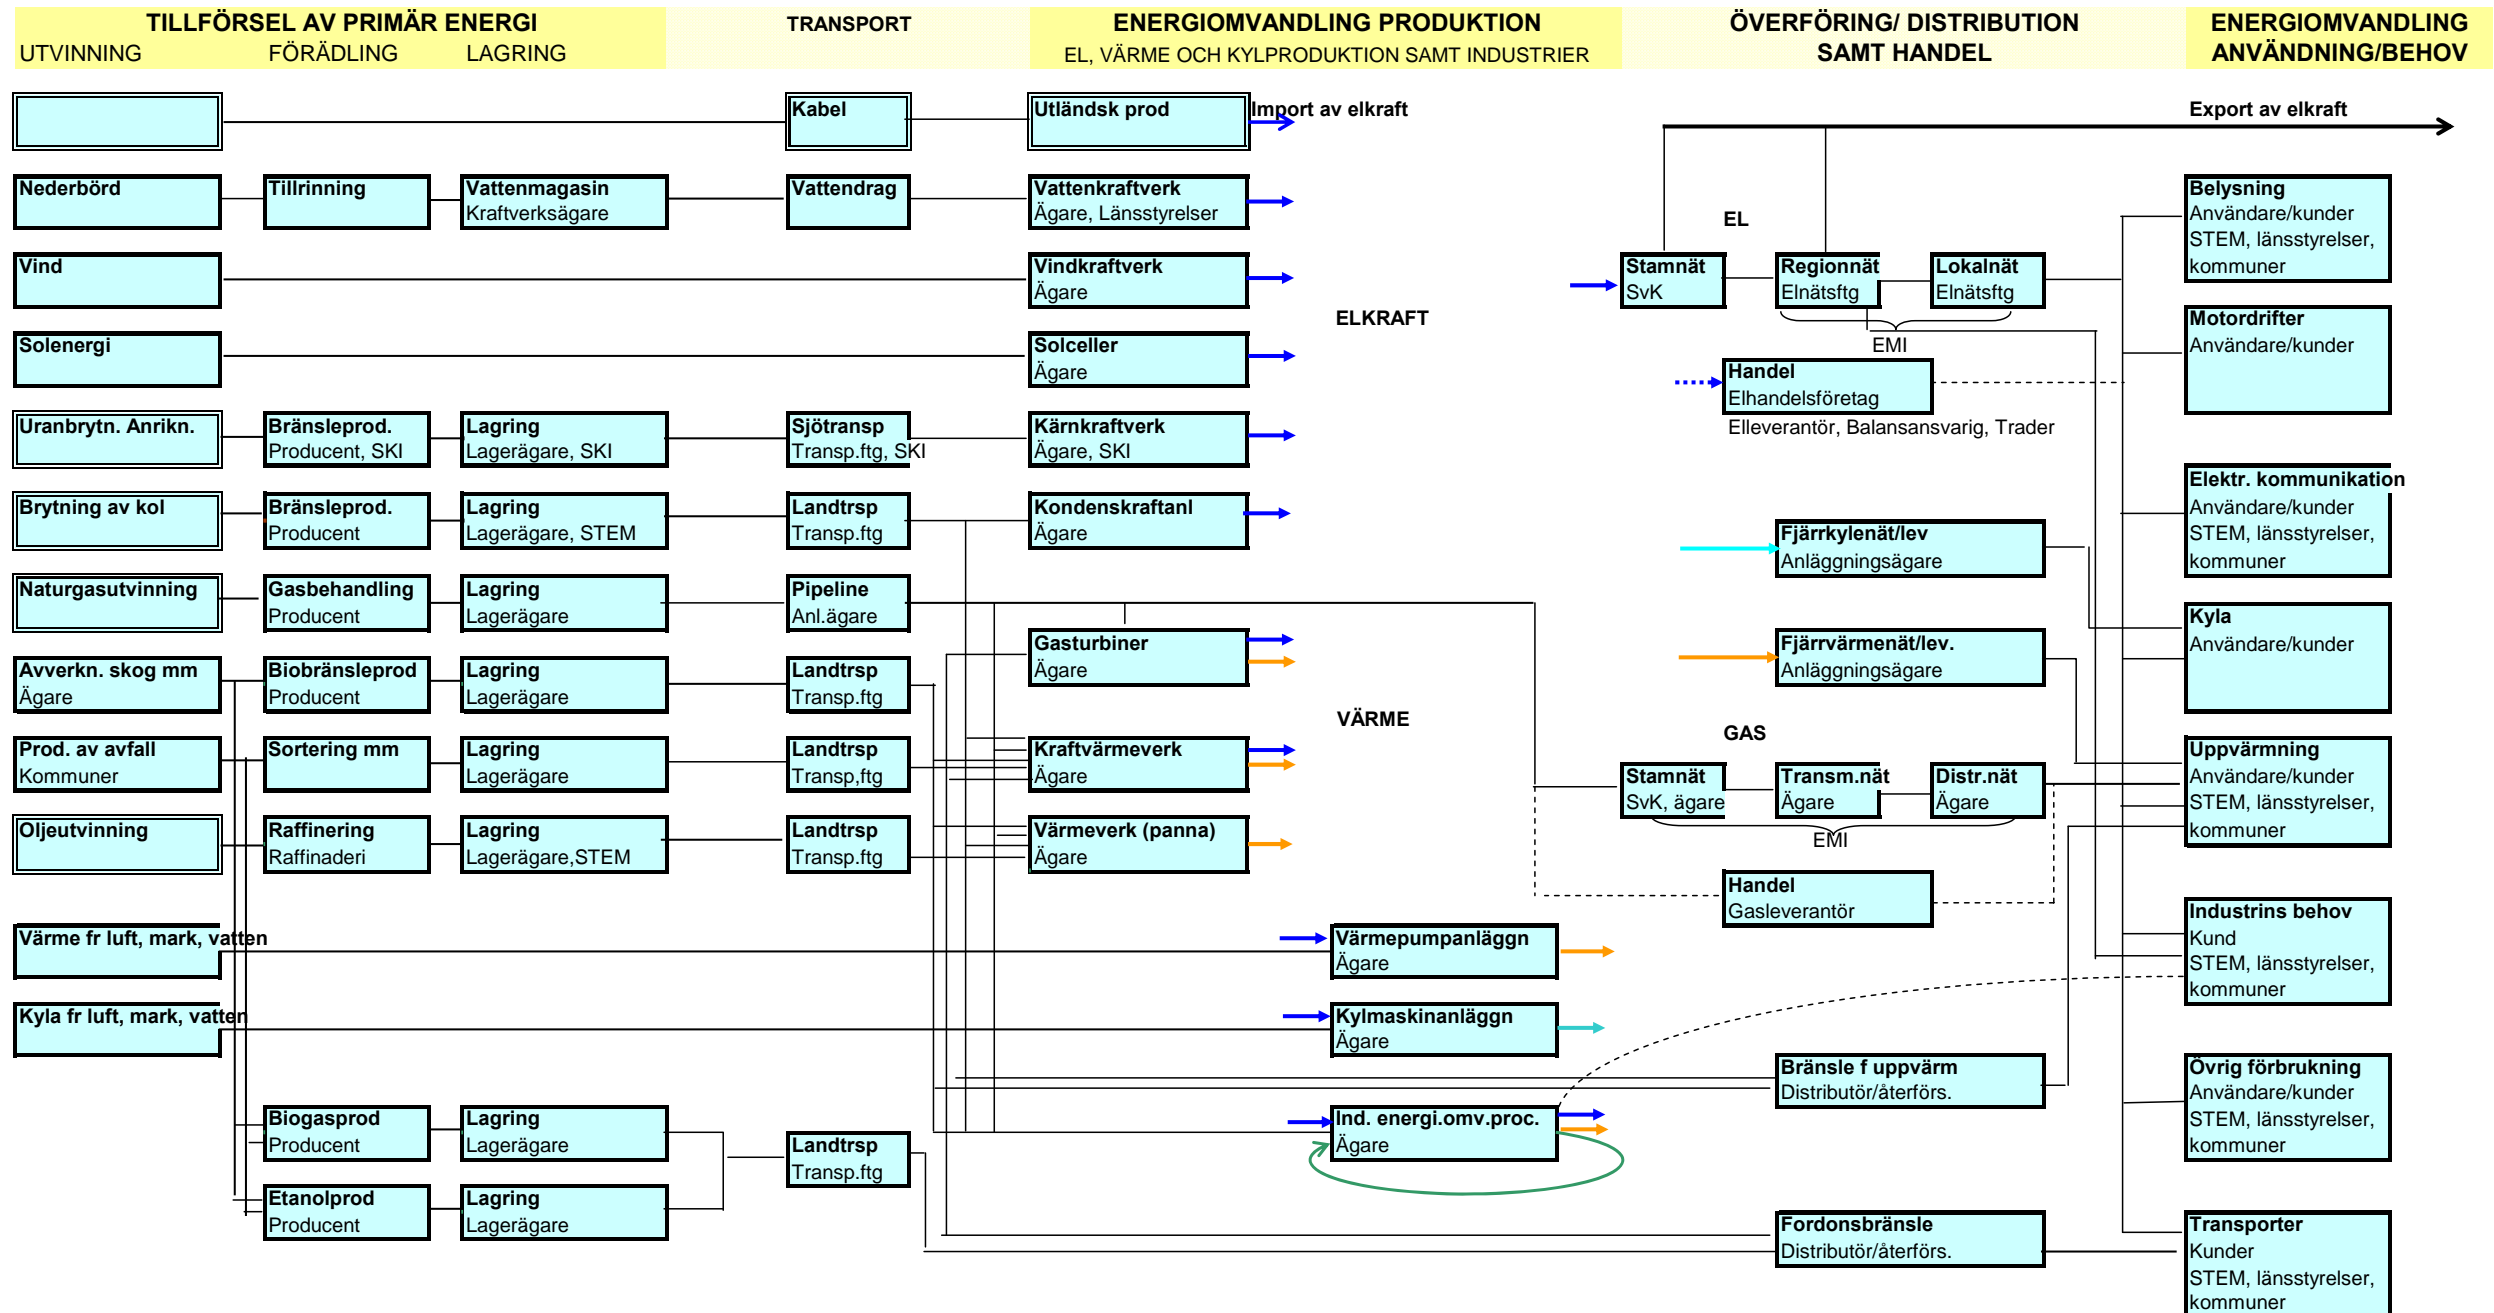 TILLFÖRSEL AV PRIMÄR ENERGI
TRANSPORT
ENERGIOMVANDLING PRODUKTION
ÖVERFÖRING/ DISTRIBUTION
ENERGIOMVANDLING
UTVINNING
FÖRÄDLING
LAGRING
EL, VÄRME OCH KYLPRODUKTION SAMT INDUSTRIER
SAMT HANDEL
ANVÄNDNING/BEHOV
Kabel
Utländsk prod
Import av elkraft
Export av elkraft
Nederbörd
Tillrinning
Vattenmagasin
Kraftverksägare
Vattendrag
Vattenkraftverk
Ägare, Länsstyrelser
EL
Belysning
Användare/kunder
STEM, länsstyrelser,
kommuner
Vind
Vindkraftverk
Ägare
Stamnät
SvK
Regionnät
Elnätsftg
Lokalnät
Elnätsftg
EMI
ELKRAFT
Motordrifter
Användare/kunder
Solenergi
Solceller
Ägare
Handel
Elhandelsföretag
Elleverantör, Balansansvarig, Trader
Uranbrytn. Anrikn.
Bränsleprod.
Producent, SKI
Lagring
Lagerägare, SKI
Sjötransp
Transp.ftg, SKI
Kärnkraftverk
Ägare, SKI
Elektr. kommunikation
Användare/kunder
STEM, länsstyrelser,
kommuner
Brytning av kol
Bränsleprod.
Producent
Lagring
Lagerägare, STEM
Landtrsp
Transp.ftg
Kondenskraftanl
Ägare
Fjärrkylenät/lev
Anläggningsägare
Naturgasutvinning
Gasbehandling
Producent
Lagring
Lagerägare
Pipeline
Anl.ägare
Gasturbiner
Ägare
Fjärrvärmenät/lev.
Anläggningsägare
Kyla
Användare/kunder
Avverkn. skog mm
Ägare
Biobränsleprod
Producent
Lagring
Lagerägare
Landtrsp
Transp.ftg
VÄRME
GAS
Prod. av avfall
Kommuner
Sortering mm
Lagring
Lagerägare
Landtrsp
Transp,ftg
Kraftvärmeverk
Ägare
Stamnät
SvK, ägare
Transm.nät
Ägare
Distr.nät
Ägare
EMI
Uppvärmning
Användare/kunder
STEM, länsstyrelser,
kommuner
Oljeutvinning
Raffinering
Raffinaderi
Lagring
Lagerägare,STEM
Landtrsp
Transp.ftg
Värmeverk (panna)
Ägare
Handel
Gasleverantör
Industrins behov
Kund
STEM, länsstyrelser,
kommuner
Värme fr luft, mark, vatten
Värmepumpanläggn
Ägare
Kyla fr luft, mark, vatten
Kylmaskinanläggn
Ägare
Bränsle f uppvärm
Distributör/återförs.
Övrig förbrukning
Användare/kunder
STEM, länsstyrelser,
kommuner
Biogasprod
Producent
Lagring
Lagerägare
Landtrsp
Transp.ftg
Ind. energi.omv.proc.
Ägare
Etanolprod
Producent
Lagring
Lagerägare
Fordonsbränsle
Distributör/återförs.
Transporter
Kunder
STEM, länsstyrelser,
kommuner